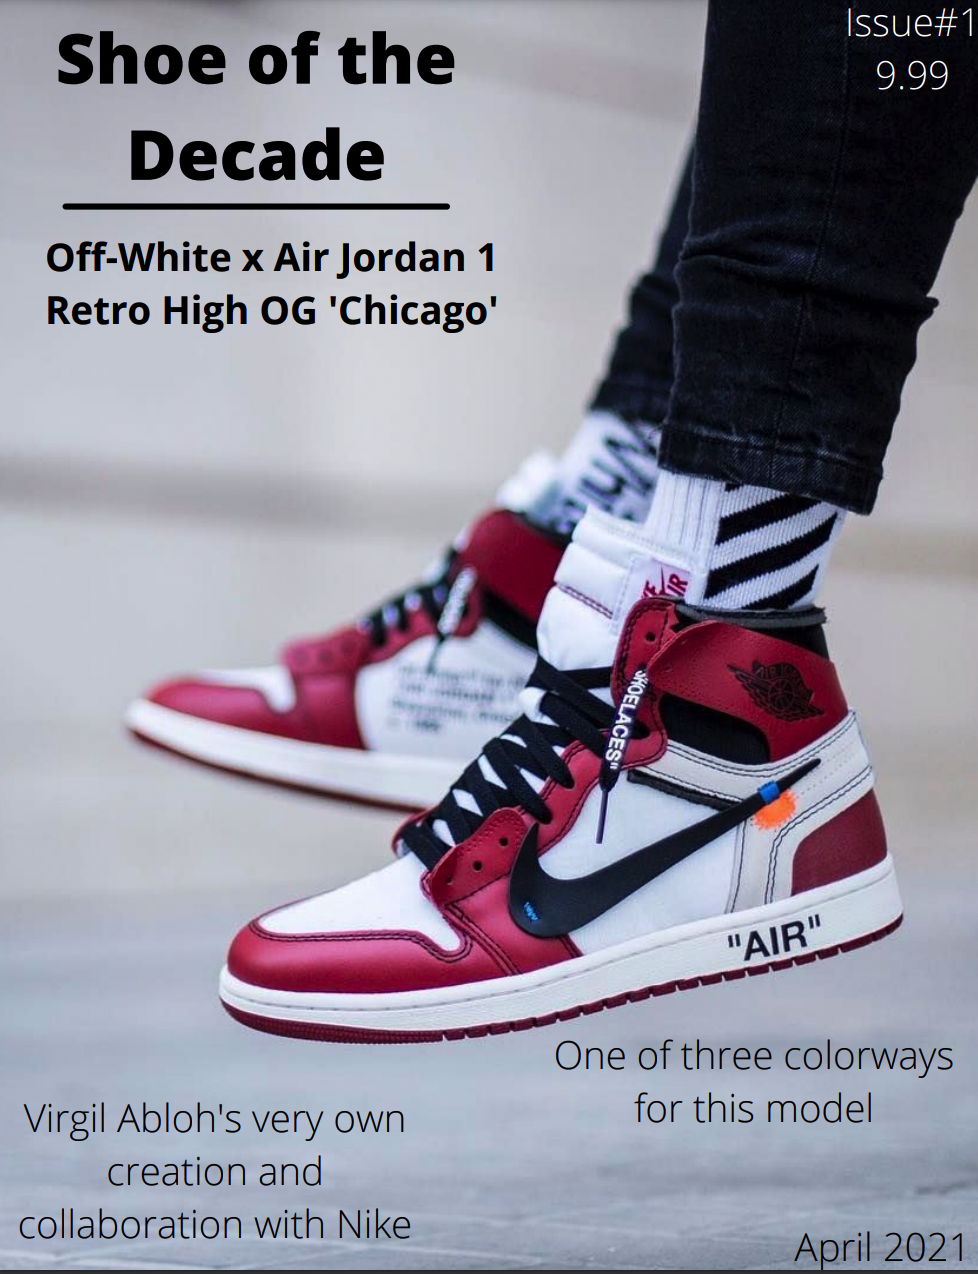 Shoe of the
Decade
Issue#1
9.99
Off-White x Air Jordan 1
Retro High OG 'Chicago'
SHOELACES"
"AIR"
One of three colorways
for this model
Virgil Abloh's very own
creation and
collaboration with Nike
April 2021